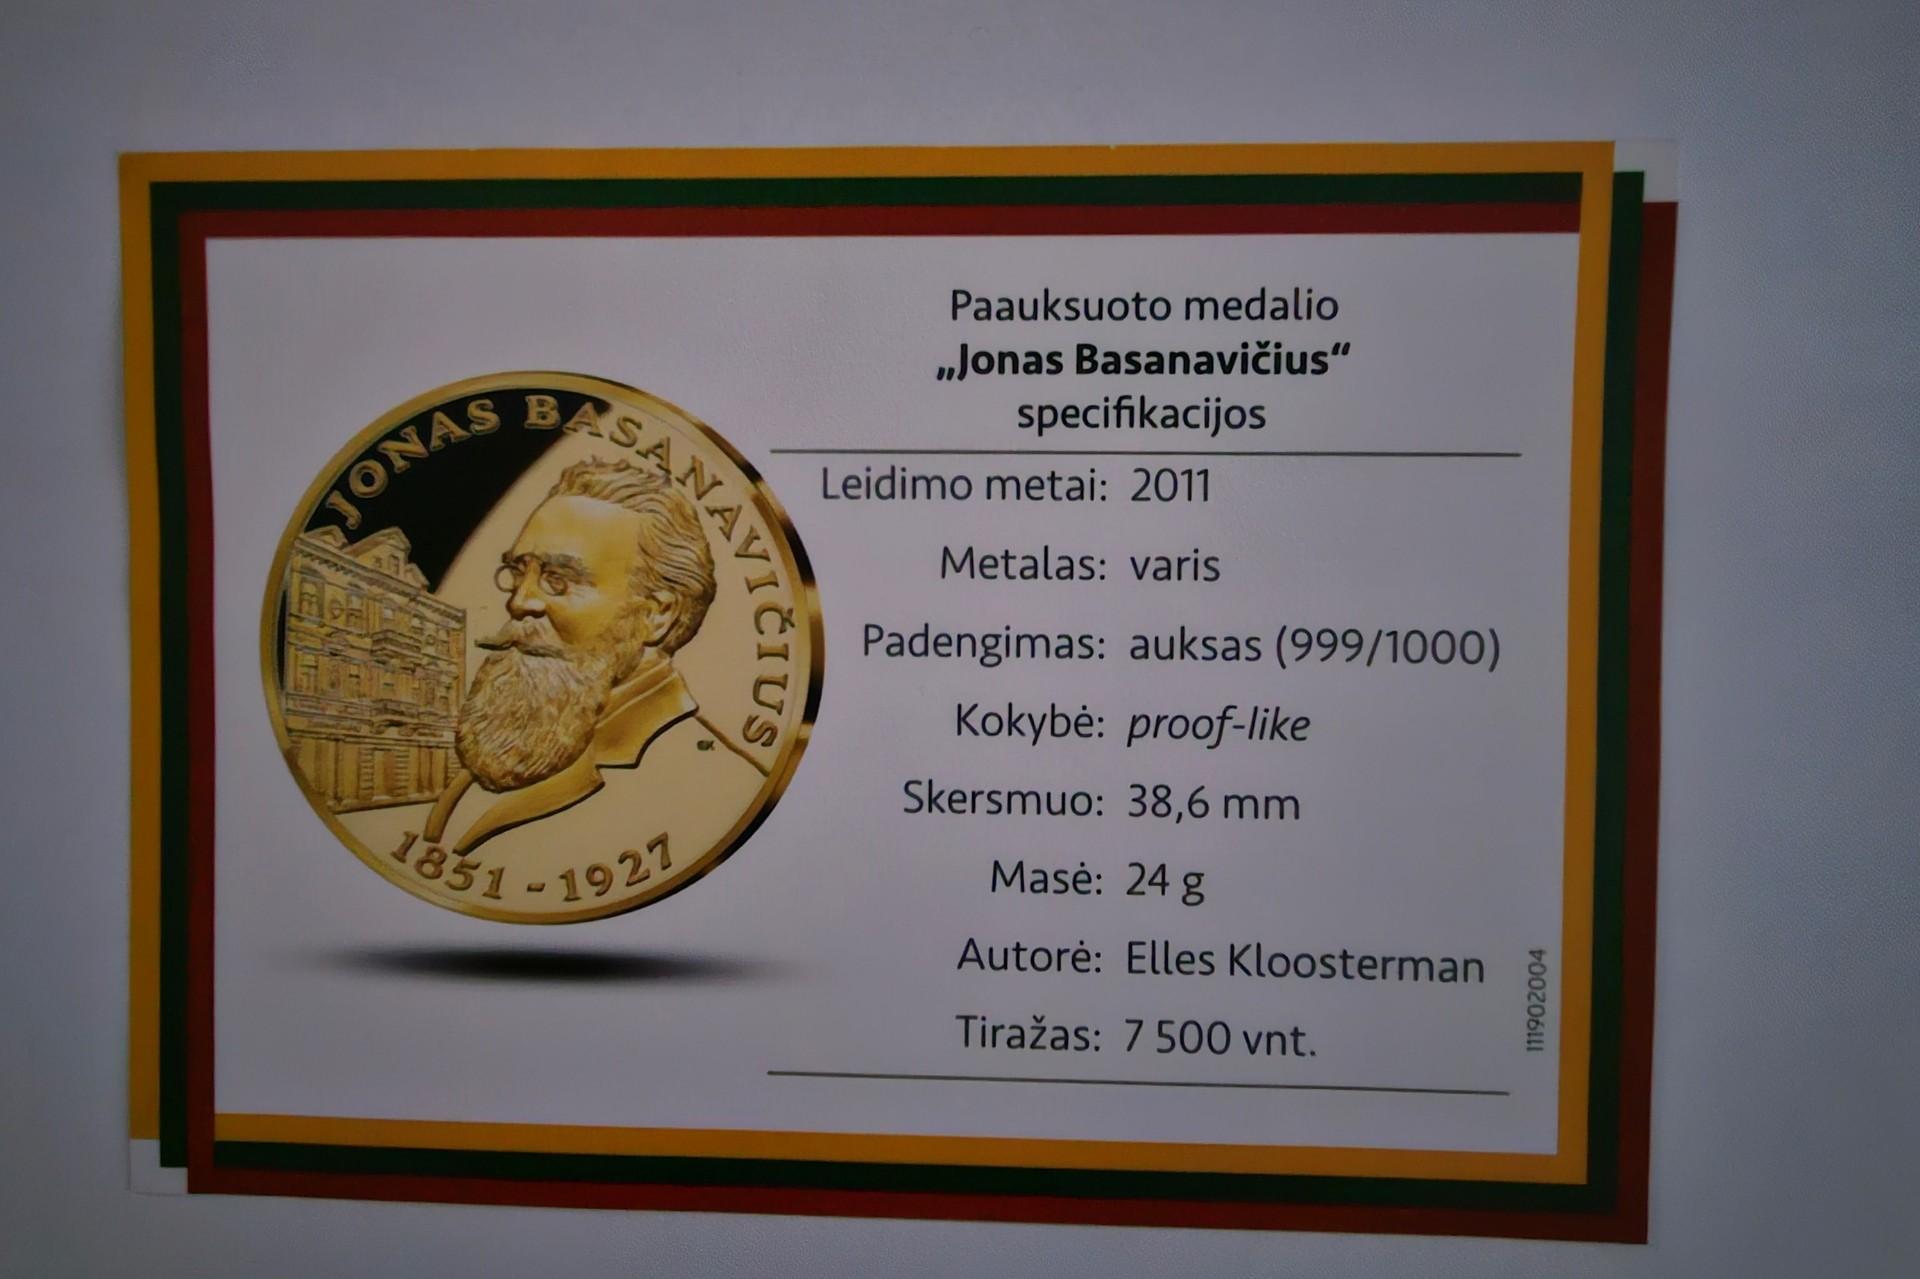 JONAS BASANAVIČIUS
1851 - 1927
Paauksuoto medalio
„Jonas Basanavičius“
specifikacijos
Leidimo metai: 2011
Metalas: varis
Padengimas: auksas (999/1000)
Kokybė: proof-like
Skersmuo: 38,6 mm
Masė: 24 g
Autorė: Elles Kloosterman
Tiražas: 7 500 vnt.
111902004